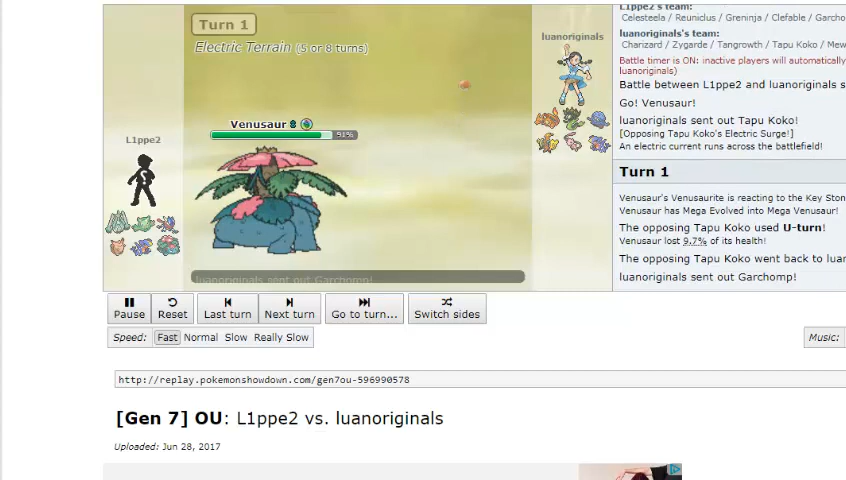 Turn 1
Electric Terrain (5 or 8 turns)
Venusaur
91%
L1ppe2
luanoriginals
luanoriginals sent out Garchomp!
L1ppe2's team:
Celesteela / Reuniclus / Greninja / Clefable / Garcho
luanoriginals's team:
Charizard / Zygarde / Tangrowth / Tapu Koko / Mew
Battle timer is ON: inactive players will automatically
luanoriginals)
Battle between L1ppe2 and luanoriginals s
Go! Venusaur!
luanoriginals sent out Tapu Koko!
[Opposing Tapu Koko's Electric Surge!]
An electric current runs across the battlefield!
Turn 1
Venusaur's Venusaurite is reacting to the Key Ston
Venusaur has Mega Evolved into Mega Venusaur!
The opposing Tapu Koko used U-turn!
Venusaur lost 9.7% of its health!
The opposing Tapu Koko went back to luan
luanoriginals sent out Garchomp!
Pause
Reset
Last turn
Next turn
Go to turn...
Switch sides
Speed: Fast Normal Slow Really Slow
Music:
http://replay.pokemonshowdown.com/gen7ou-596990578
[Gen 7] OU: L1ppe2 vs. luanoriginals
Uploaded: Jun 28, 2017